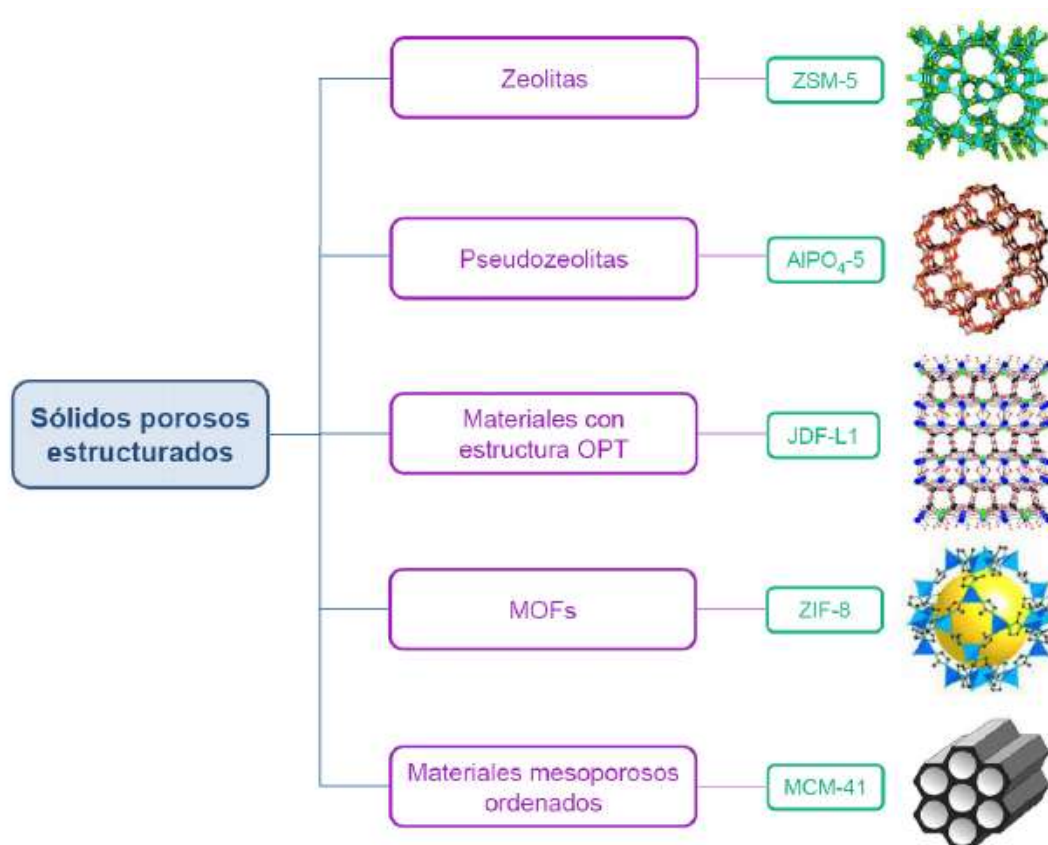 Zeolitas
ZSM-5
Pseudozeolitas
AlPO₄-5
Sólidos porosos
estructurados
Materiales con
estructura OPT
JDF-L1
MOFs
ZIF-8
Materiales mesoporosos
ordenados
MCM-41